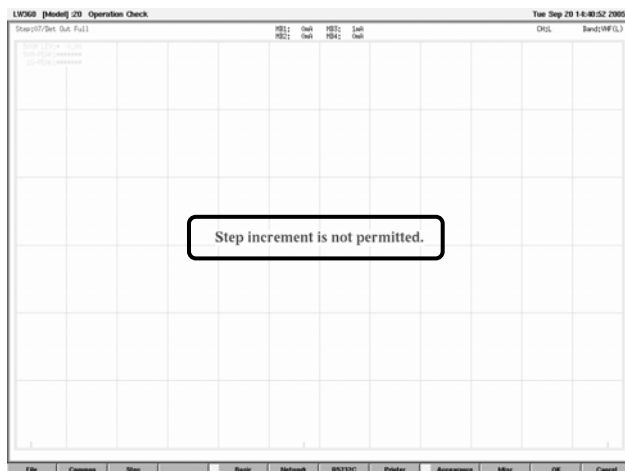 LW360 [Model] :20 Operation Check
Tue Sep 20 14:40:52 2005
Step:07/Det Out Full
MB1: 0mA MB3: 1mA
CH:L Band:VHF(L)
MB2: 0mA MB4: 0mA
Step increment is not permitted.
File Common Step Basic Network RS232C Printer Appearance Misc OK Cancel